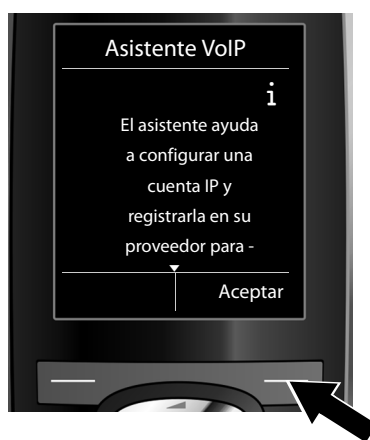 Asistente VoIP
i
El asistente ayuda
a configurar una
cuenta IP y
registrarla en su
proveedor para -
Aceptar